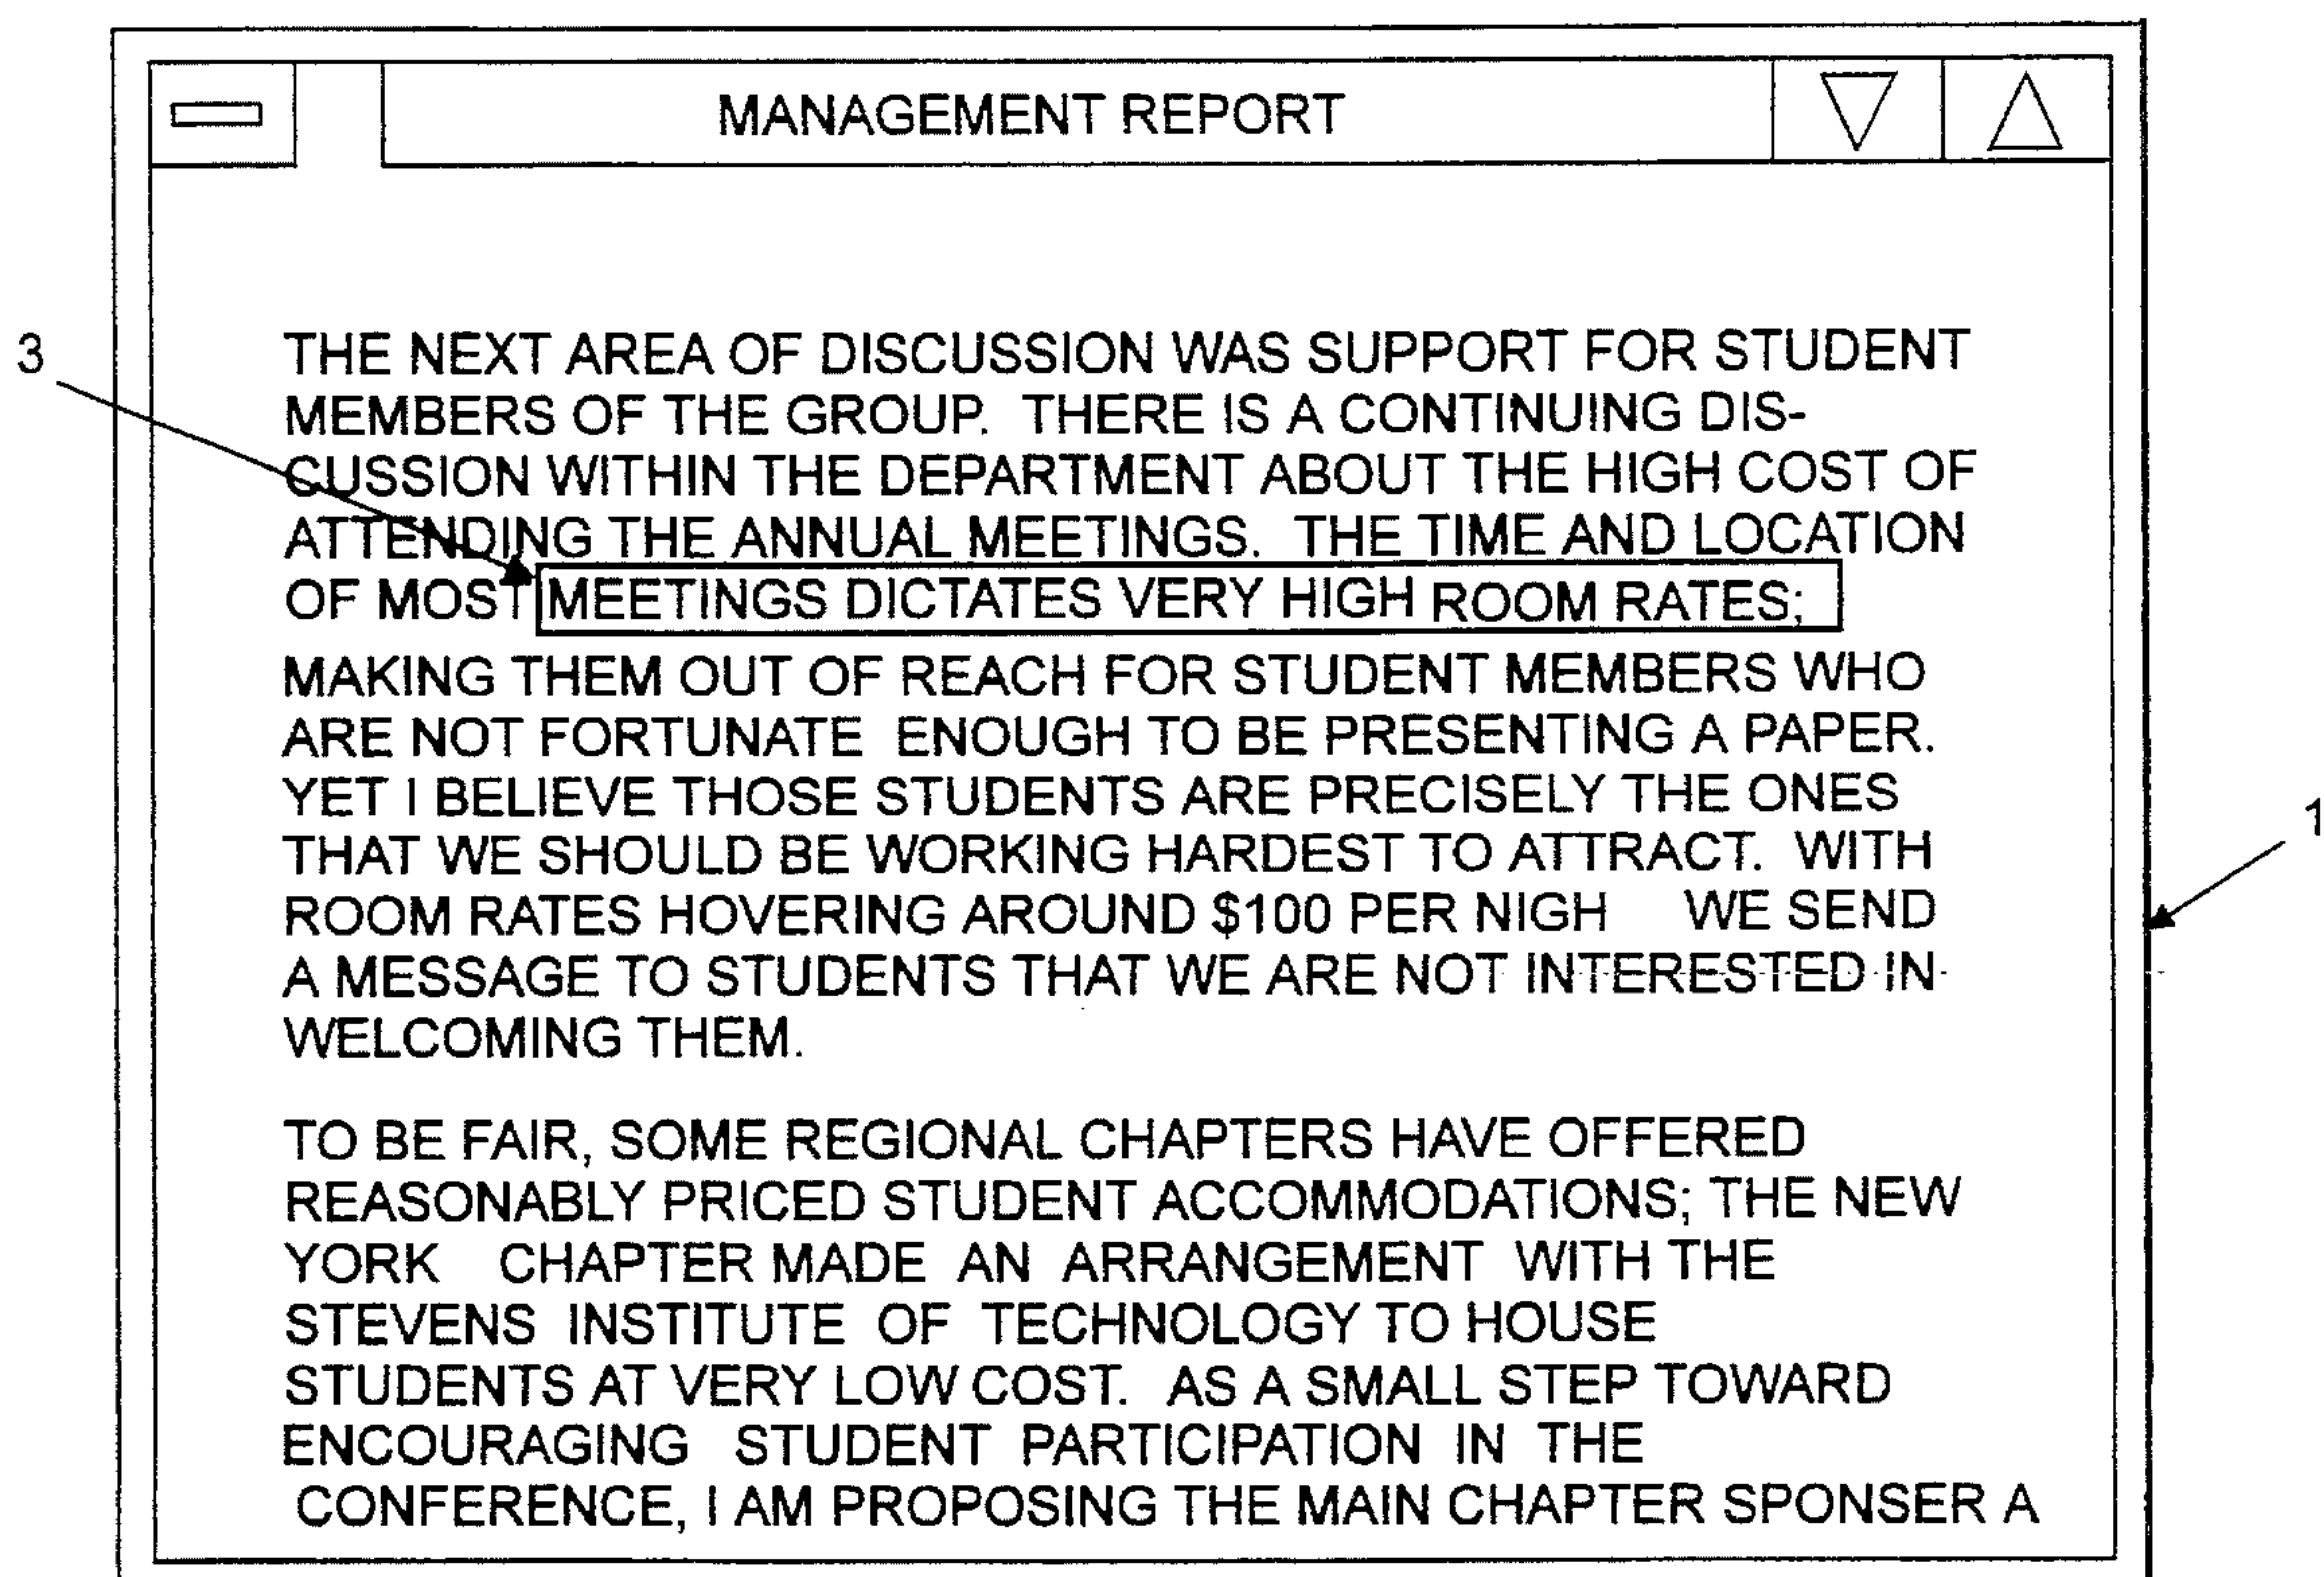 MANAGEMENT REPORT
3
THE NEXT AREA OF DISCUSSION WAS SUPPORT FOR STUDENT
MEMBERS OF THE GROUP. THERE IS A CONTINUING DIS-
CUSSION WITHIN THE DEPARTMENT ABOUT THE HIGH COST OF
ATTENDING THE ANNUAL MEETINGS. THE TIME AND LOCATION
OF MOST MEETINGS DICTATES VERY HIGH ROOM RATES;
MAKING THEM OUT OF REACH FOR STUDENT MEMBERS WHO
ARE NOT FORTUNATE ENOUGH TO BE PRESENTING A PAPER.
YET I BELIEVE THOSE STUDENTS ARE PRECISELY THE ONES
1
THAT WE SHOULD BE WORKING HARDEST TO ATTRACT. WITH
ROOM RATES HOVERING AROUND $100 PER NIGH WE SEND
A MESSAGE TO STUDENTS THAT WE ARE NOT INTERESTED IN
WELCOMING THEM.
TO BE FAIR, SOME REGIONAL CHAPTERS HAVE OFFERED
REASONABLY PRICED STUDENT ACCOMMODATIONS; THE NEW
YORK CHAPTER MADE AN ARRANGEMENT WITH THE
STEVENS INSTITUTE OF TECHNOLOGY TO HOUSE
STUDENTS AT VERY LOW COST. AS A SMALL STEP TOWARD
ENCOURAGING STUDENT PARTICIPATION IN THE
CONFERENCE, I AM PROPOSING THE MAIN CHAPTER SPONSER A